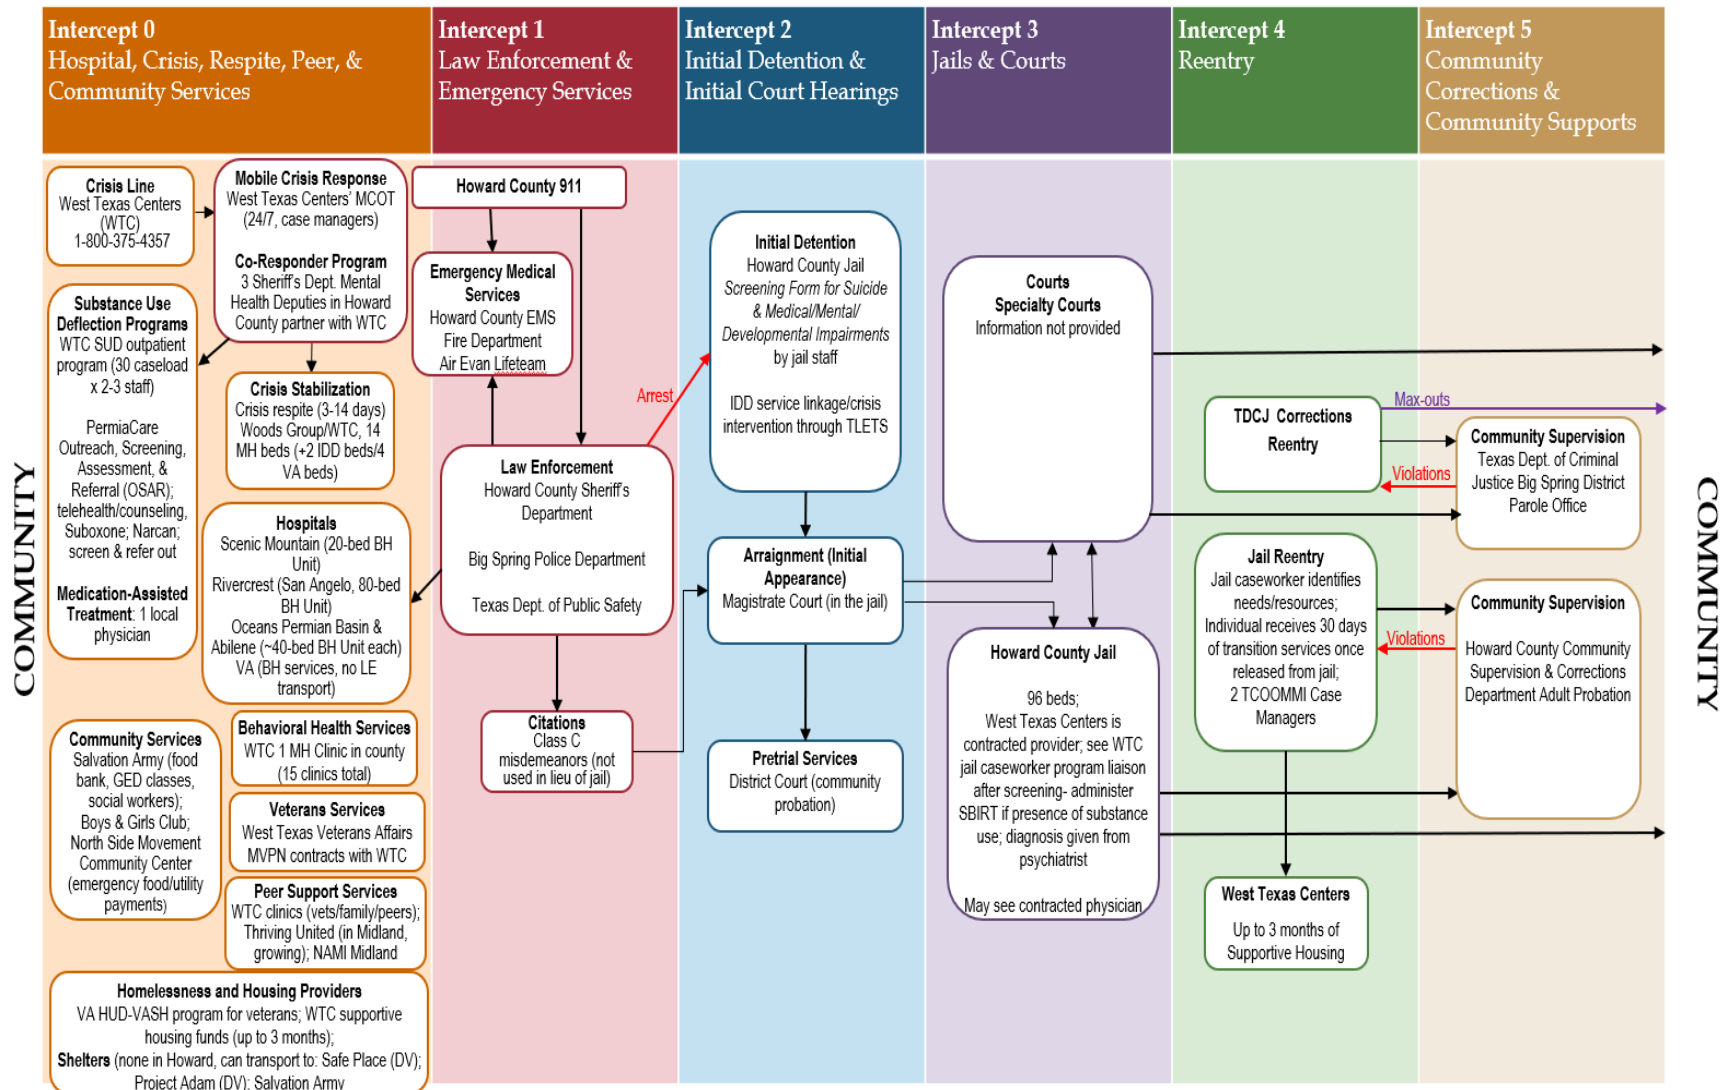 Intercept 0
Hospital, Crisis, Respite, Peer, &
Community Services
Intercept 1
Law Enforcement &
Emergency Services
Intercept 2
Initial Detention &
Initial Court Hearings
Intercept 3
Jails & Courts
Intercept 4
Reentry
Intercept 5
Community
Corrections &
Community Supports
COMMUNITY
Crisis Line
West Texas Centers
(WTC)
1-800-375-4357
Mobile Crisis Response
West Texas Centers' MCOT
(24/7, case managers)
Co-Responder Program
3 Sheriff's Dept. Mental
Health Deputies in Howard
County partner with WTC
Substance Use
Deflection Programs
WTC SUD outpatient
program (30 caseload
x 2-3 staff)
PermiaCare
Outreach, Screening,
Assessment, &
Referral (OSAR);
telehealth/counseling,
Suboxone; Narcan;
screen & refer out
Medication-Assisted
Treatment: 1 local
physician
Crisis Stabilization
Crisis respite (3-14 days)
Woods Group/WTC, 14
MH beds (+2 IDD beds/4
VA beds)
Hospitals
Scenic Mountain (20-bed BH
Unit)
Rivercrest (San Angelo, 80-bed
BH Unit)
Oceans Permian Basin &
Abilene (~40-bed BH Unit each)
VA (BH services, no LE
transport)
Community Services
Salvation Army (food
bank, GED classes,
social workers);
Boys & Girls Club;
North Side Movement
Community Center
(emergency food/utility
payments)
Behavioral Health Services
WTC 1 MH Clinic in county
(15 clinics total)
Veterans Services
West Texas Veterans Affairs
MVPN contracts with WTC
Peer Support Services
WTC clinics (vets/family/peers);
Thriving United (in Midland,
growing); NAMI Midland
Homelessness and Housing Providers
VA HUD-VASH program for veterans; WTC supportive
housing funds (up to 3 months);
Shelters (none in Howard, can transport to: Safe Place (DV);
Project Adam (DV); Salvation Army
Howard County 911
Emergency Medical
Services
Howard County EMS
Fire Department
Air Evan Lifeteam
Arrest
Law Enforcement
Howard County Sheriff's
Department
Big Spring Police Department
Texas Dept. of Public Safety
Citations
Class C
misdemeanors (not
used in lieu of jail)
Initial Detention
Howard County Jail
Screening Form for Suicide
& Medical/Mental/
Developmental Impairments
by jail staff
IDD service linkage/crisis
intervention through TLETS
Arraignment (Initial
Appearance)
Magistrate Court (in the jail)
Pretrial Services
District Court (community
probation)
Courts
Specialty Courts
Information not provided
Howard County Jail
96 beds;
West Texas Centers is
contracted provider; see WTC
jail caseworker program liaison
after screening- administer
SBIRT if presence of substance
use; diagnosis given from
psychiatrist
May see contracted physician
TDCJ Corrections
Reentry
Max-outs
Violations
Jail Reentry
Jail caseworker identifies
needs/resources;
Individual receives 30 days
of transition services once
released from jail;
2 TCOOMMI Case
Managers
Violations
West Texas Centers
Up to 3 months of
Supportive Housing
Community Supervision
Texas Dept. of Criminal
Justice Big Spring District
Parole Office
Community Supervision
Howard County Community
Supervision & Corrections
Department Adult Probation
COMMUNITY